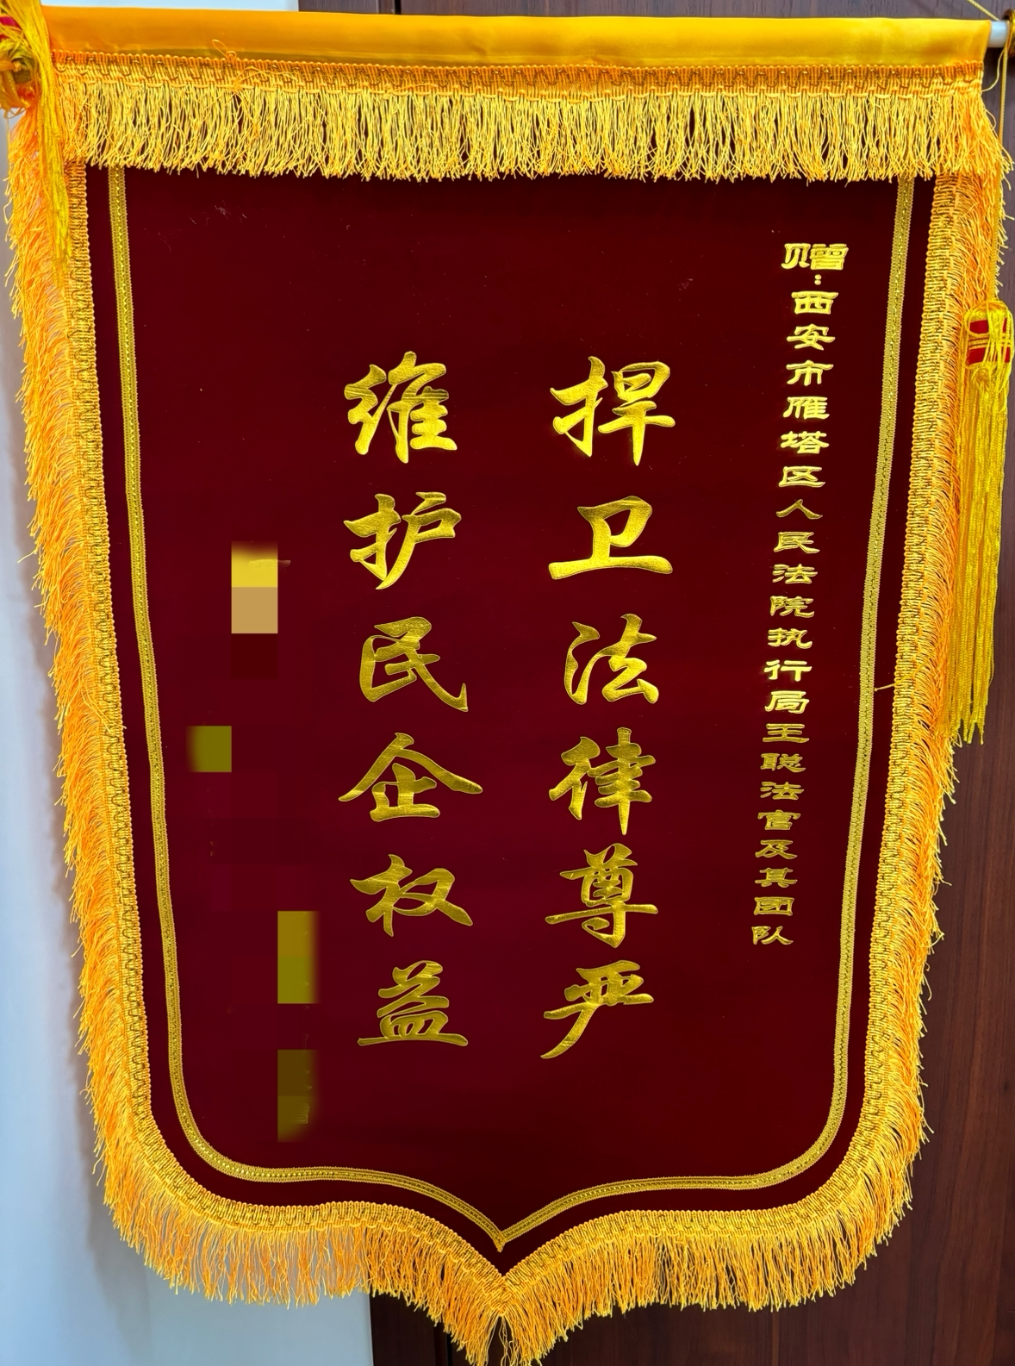 赠:西安市雁塔区人民法院执行局王聪法官及其团队
捍卫法律尊严
维护民企权益